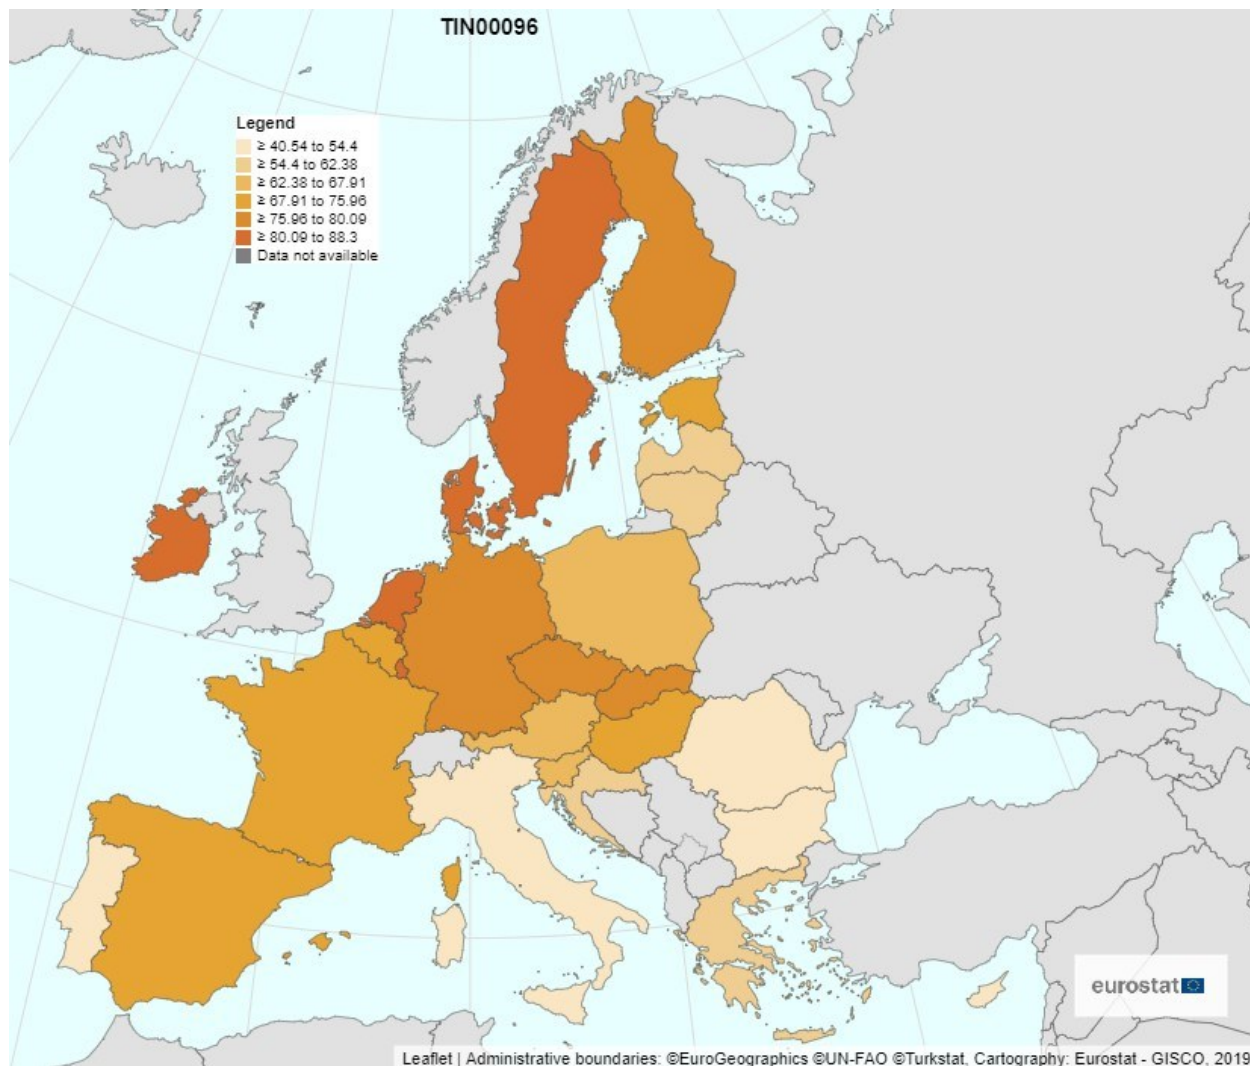 TIN00096
Legend
≥ 40.54 to 54.4
≥ 54.4 to 62.38
≥ 62.38 to 67.91
≥ 67.91 to 75.96
≥ 75.96 to 80.09
≥ 80.09 to 88.3
Data not available
eurostat
Leaflet | Administrative boundaries: ©EuroGeographics ©UN-FAO ©Turkstat, Cartography: Eurostat - GISCO, 2019